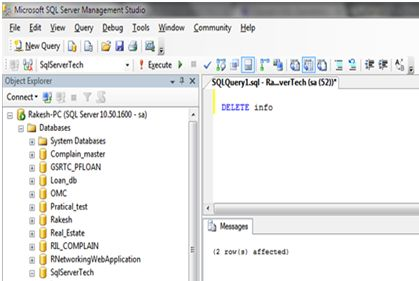 Microsoft SQL Server Management Studio
File Edit View Query Debug Tools Window Community Help
New Query
SqlServerTech Execute
Object Explorer
Connect
Rakesh-PC (SQL Server 10.50.1600 - sa)
Databases
System Databases
Complain_master
GSRTC_PFLOAN
Loan_db
OMC
Pratical_test
Rakesh
Real_Estate
RIL_COMPLAIN
RNetworkingWebApplication
SqlServerTech
SQLQuery1.sql - Ra...verTech (sa (52))*
DELETE info
Messages
(2 row(s) affected)